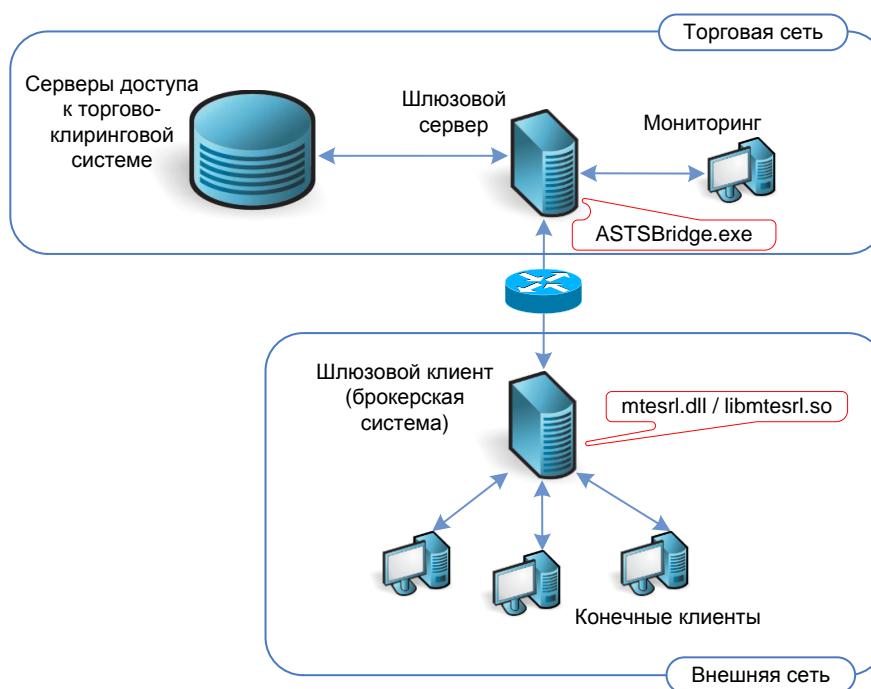 Торговая сеть
Серверы доступа
к торгово-
клиринговой
системе
Шлюзовой
сервер
Мониторинг
ASTSBridge.exe
Шлюзовой клиент
(брокерская
система)
mtesrl.dll / libmtesrl.so
Конечные клиенты
Внешняя сеть